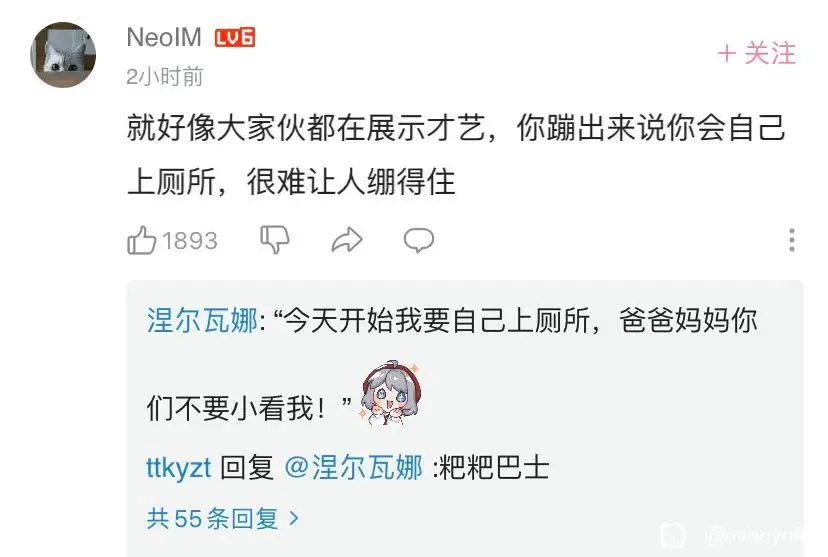 NeoIM LV6
+ 关注
2小时前
就好像大家伙都在展示才艺，你蹦出来说你会自己
上厕所，很难让人绷得住
1893
涅尔瓦娜: “今天开始我要自己上厕所，爸爸妈妈你
们不要小看我！”
ttkyzt 回复 @涅尔瓦娜 :粑粑巴士
共55条回复 >